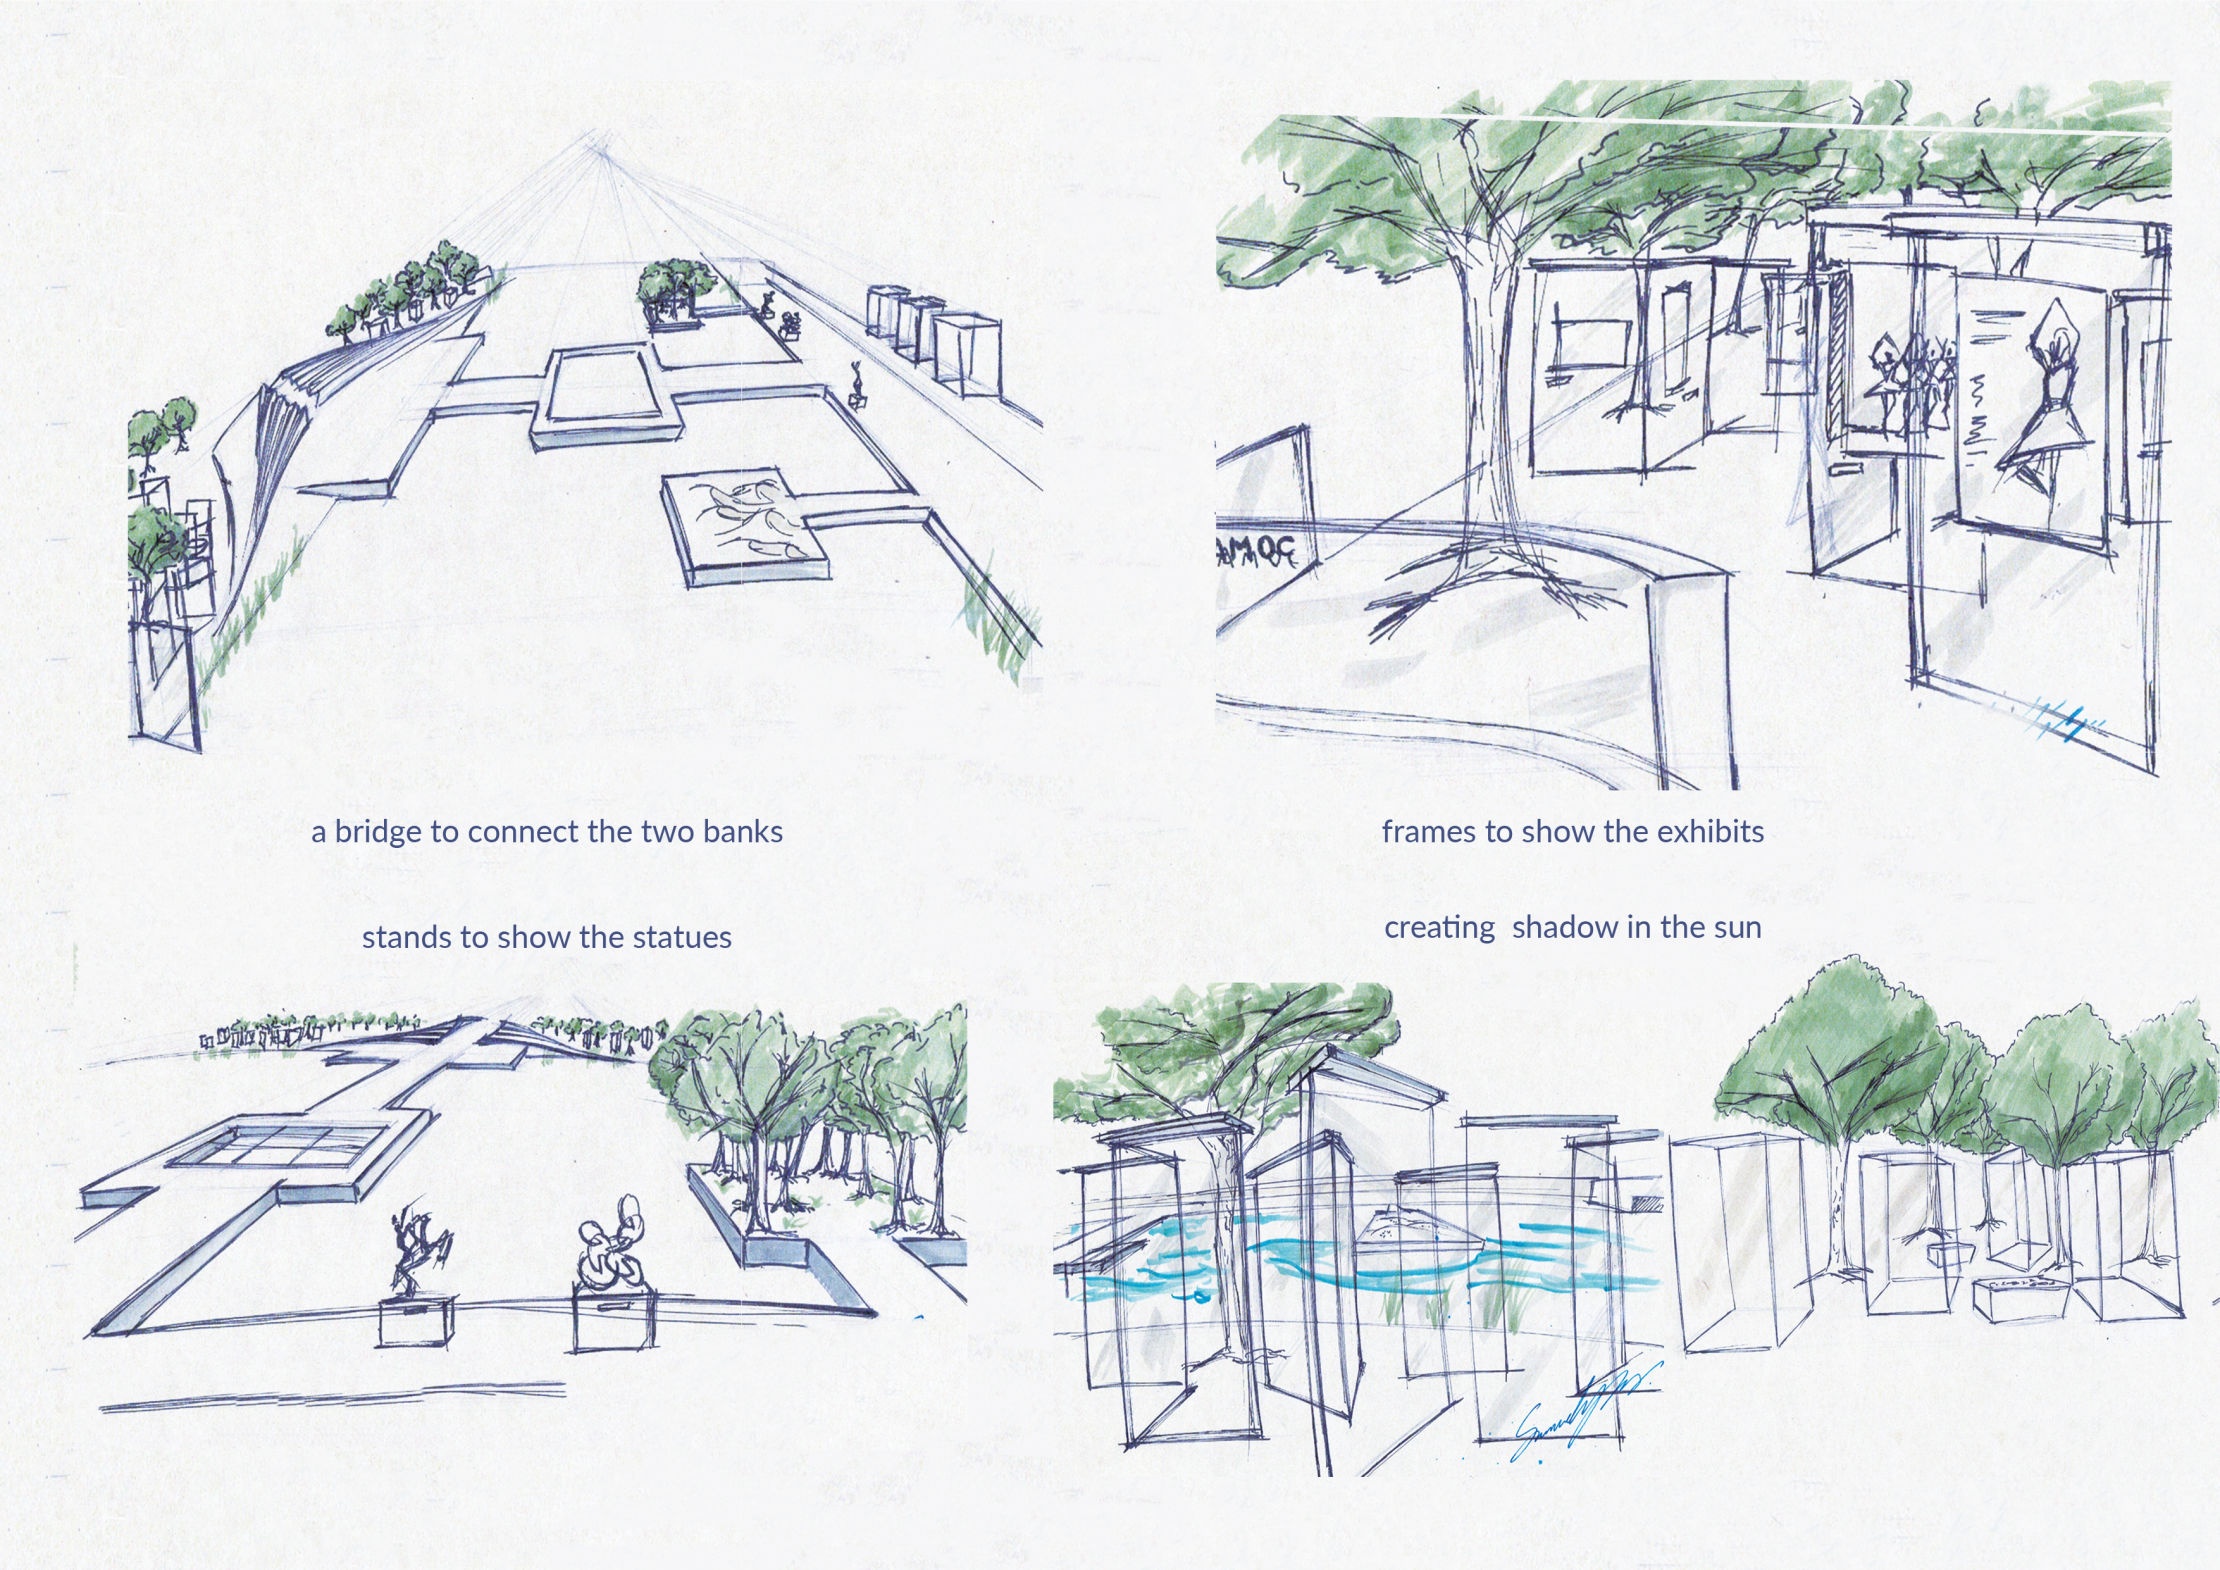 a bridge to connect the two banks
frames to show the exhibits
stands to show the statues
creating  shadow in the sun